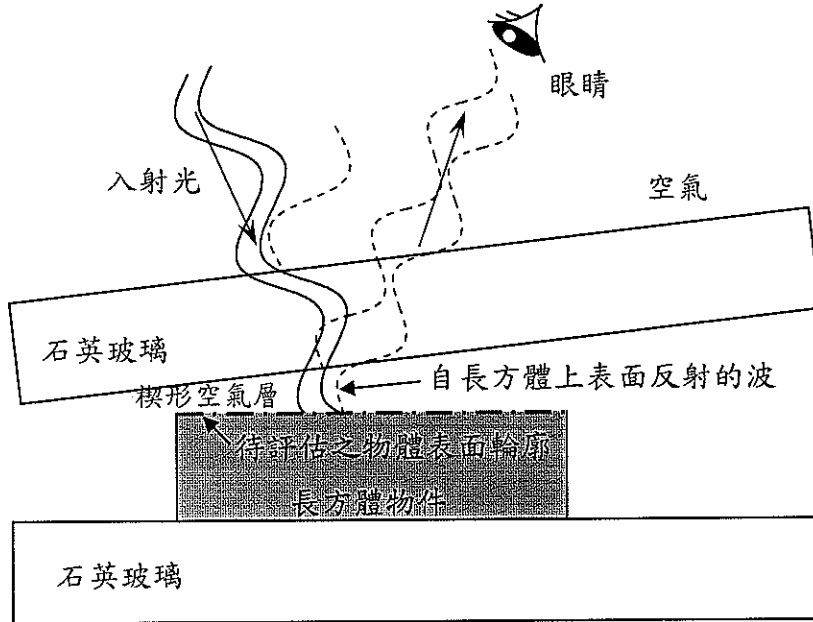 眼睛
入射光
空氣
石英玻璃
楔形空氣層
自長方體上表面反射的波
待評估之物體表面輪廓
長方體物件
石英玻璃